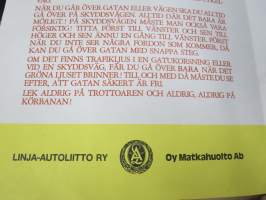 NÄR DU GÅR ÖVER GATAN ELLER VÄGEN SKA DU ALLTID
GÅ ÖVER PÅ SKYDDSVÄGEN, ALLTID DÄR DET BARA ÄR
MÖJLIGT! PÅ SKYDDSVÄGEN MÅSTE MAN OCKSÅ VARA
FÖRSIKTIG! TITTA FÖRST TILL VÄNSTER OCH SEN TILL
HÖGER OCH SEN ÄNNU EN GÅNG TILL VÄNSTER. FÖRST
NÄR DU INTE SER NÅGRA FORDON SOM KOMMER, DÅ
KAN DU GÅ ÖVER GATAN MED SNAPPA STEG.
OM DET FINNS TRAFIKLJUS I EN GATUKORSNING ELLER
VID EN SKYDDSVÄG, FÅR DU GÅ ÖVER BARA NÄR DET
GRÖNA LJUSET BRINNER! TILL OCH MED DÅ MÅSTE DU SE
EFTER, ATT GATAN SÄKERT ÄR FRI.
LEK ALDRIG PÅ TROTTOAREN OCH ALDRIG, ALDRIG PÅ
KÖRBANAN!
LINJA-AUTOLIITTO RY
Oy Matkahuolto Ab